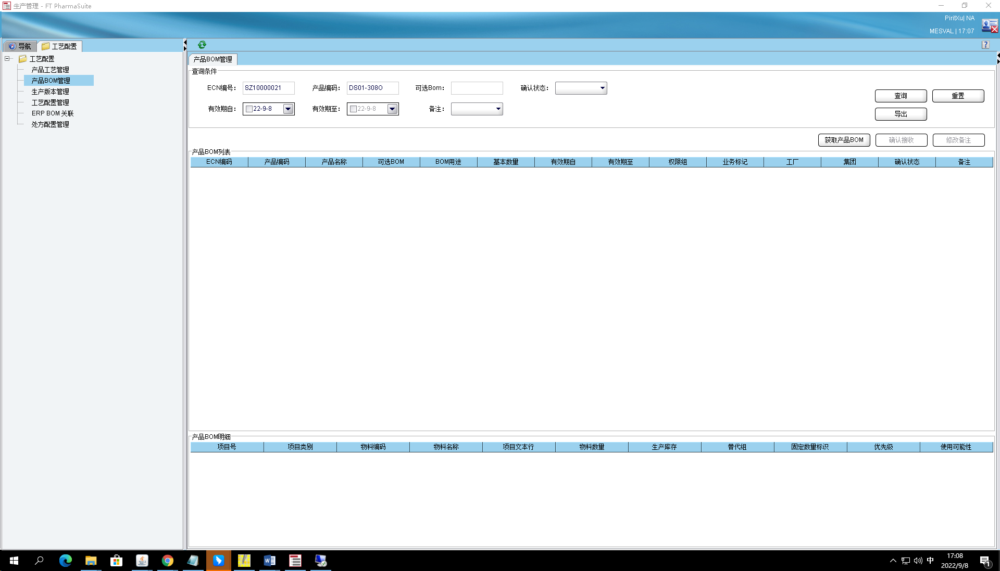 生产管理 - FT PharmaSuite
PiritXu| NA
MESVAL | 17:07
导航
工艺配置
工艺配置
产品工艺管理
产品BOM管理
生产版本管理
工艺配置管理
ERP BOM 关联
处方配置管理
产品BOM管理
查询条件
ECN编号: SZ10000021 产品编码: DS01-308O 可选Bom: 确认状态:
有效期自: 22-9-8 有效期至: 22-9-8 备注:
查询 重置
导出
获取产品BOM 确认接收 修改备注
产品BOM列表
ECN编码 产品编码 产品名称 可选BOM BOM用途 基本数量 有效期自 有效期至 权限组 业务标记 工厂 集团 确认状态 备注
产品BOM明细
项目号 项目类别 物料编码 物料名称 项目文本行 物料数量 生产库存 替代组 固定数量标识 优先级 使用可能性
中
17:08
2022/9/8
1